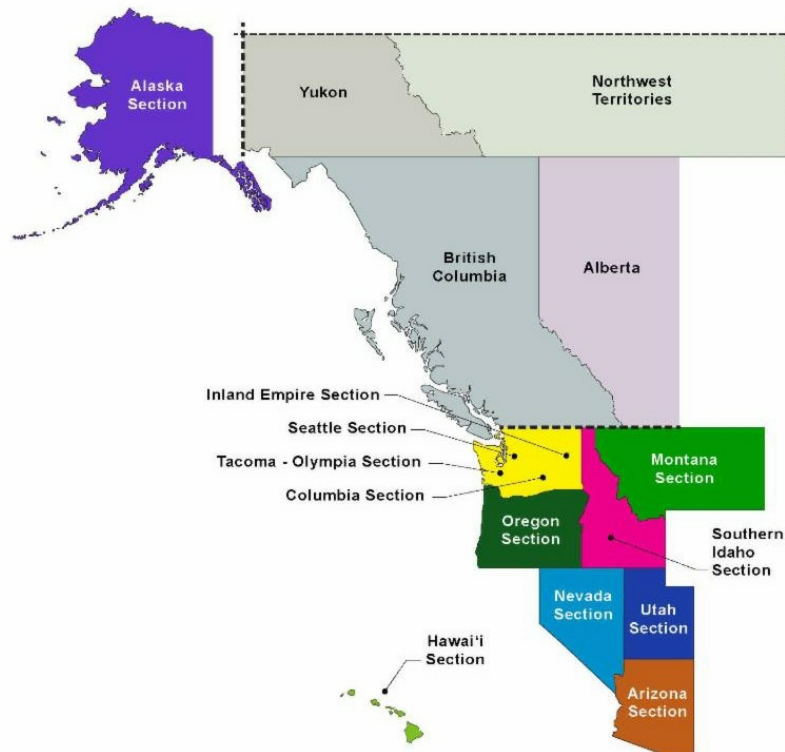 Alaska
Section
Yukon
Northwest
Territories
British
Columbia
Alberta
Inland Empire Section
Seattle Section
Tacoma - Olympia Section
Columbia Section
Montana
Section
Oregon
Section
Southern
Idaho
Section
Nevada
Section
Utah
Section
Hawai‘i
Section
Arizona
Section